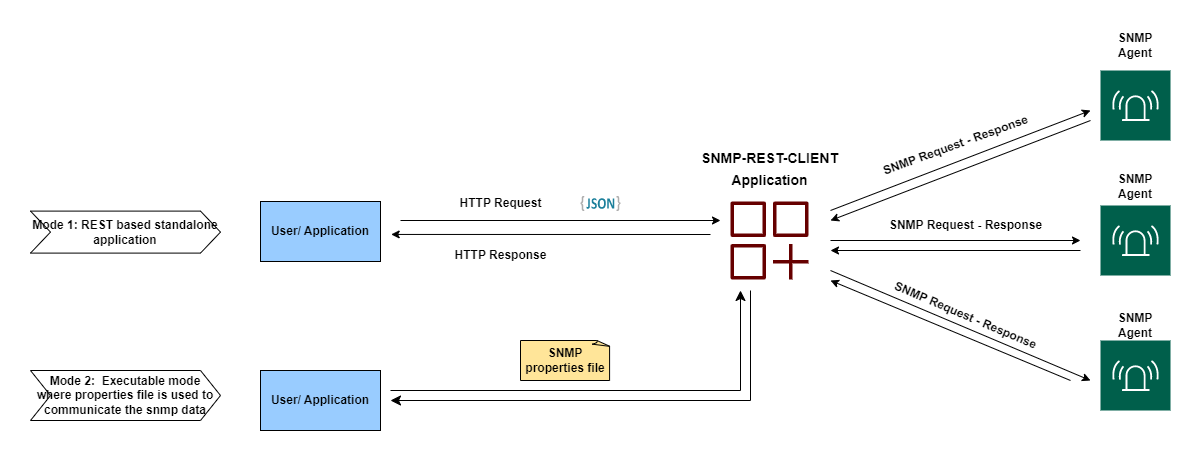 SNMP
Agent
SNMP Request - Response
SNMP-REST-CLIENT
Application
SNMP
Agent
HTTP Request
{JSON}
Mode 1: REST based standalone
application
User/ Application
SNMP Request - Response
HTTP Response
SNMP Request - Response
SNMP
Agent
SNMP
properties file
Mode 2:  Executable mode
where properties file is used to
communicate the snmp data
User/ Application